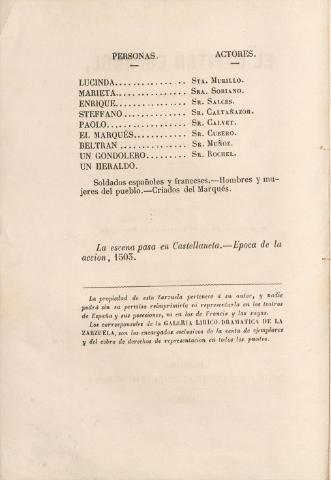 PERSONAS. ACTORES.
LUCINDA................ Sta. Murillo.
MARIETA................ Sra. Soriano.
ENRIQUE................ Sr. Salces.
STEFFANO............... Sr. Caltañazor.
PAOLO.................. Sr. Calvet.
EL MARQUÉS............. Sr. Cubero.
BELTRAN................ Sr. Muñoz.
UN GONDOLERO........... Sr. Rochel.
UN HERALDO.
Soldados españoles y franceses.—Hombres y mu-
jeres del pueblo.—Criados del Marqués.
La escena pasa en Castellaneta.—Epoca de la
accion, 1503.
La propiedad de esta Zarzuela pertenece á su autor, y nadie
podrá sin su permiso reimprimirla ni representarla en los teatros
de España y sus posesiones, ni en los de Francia y las suyas.
Los corresponsales de la GALERIA LIRICO-DRAMATICA DE LA
ZARZUELA, son los encargados esclusivos de la venta de ejemplares
y del cobro de derechos de representacion en todos los puntos.